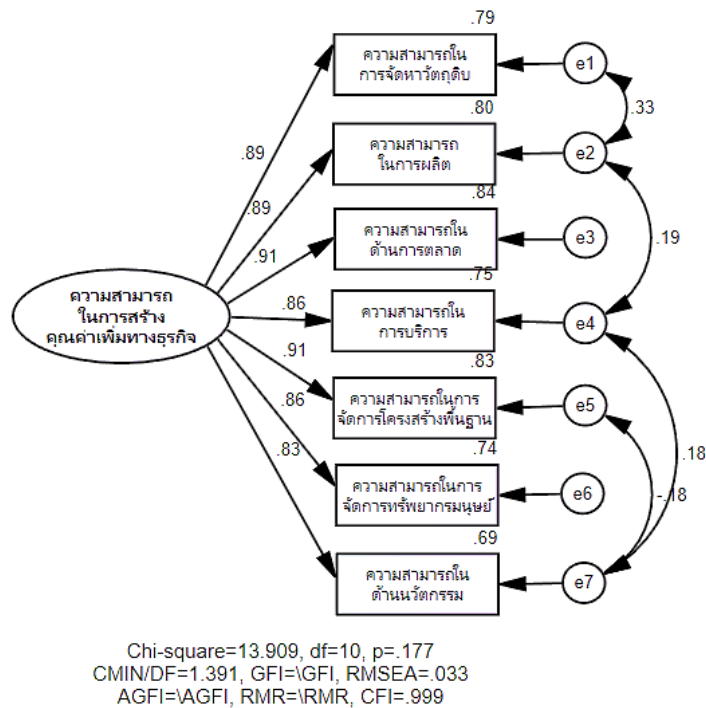 .79
ความสามารถใน
การจัดหาวัตถุดิบ
e1
.80
.33
.89
ความสามารถ
ในการผลิต
e2
.84
.89
ความสามารถใน
ด้านการตลาด
e3
.19
.91
.75
ความสามารถ
ในการสร้าง
คุณค่าเพิ่มทางธุรกิจ
.86
ความสามารถใน
การบริการ
e4
.83
.91
ความสามารถในการ
จัดการโครงสร้างพื้นฐาน
e5
.86
.74
.18
.83
ความสามารถในการ
จัดการทรัพยากรมนุษย์
e6
-.18
.69
ความสามารถใน
ด้านนวัตกรรม
e7
Chi-square=13.909, df=10, p=.177
CMIN/DF=1.391, GFI=\GFI, RMSEA=.033
AGFI=\AGFI, RMR=\RMR, CFI=.999